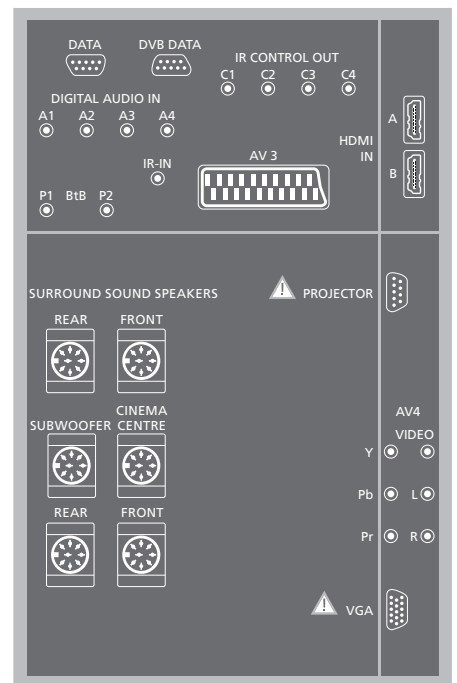 DATA DVB DATA
IR CONTROL OUT
C1 C2 C3 C4
DIGITAL AUDIO IN
A1 A2 A3 A4
A
HDMI
IN
AV 3
IR-IN
B
P1 BtB P2
! PROJECTOR
SURROUND SOUND SPEAKERS
REAR FRONT
CINEMA
SUBWOOFER CENTRE
AV4
VIDEO
Y
Pb L
REAR FRONT
Pr R
! VGA